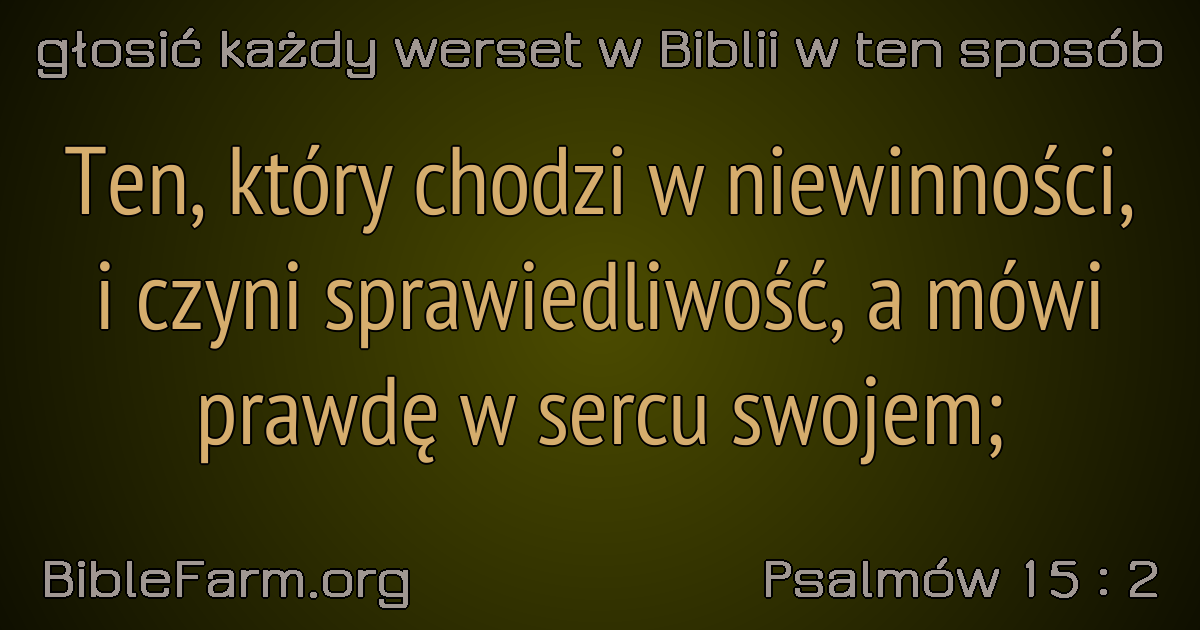 głosić każdy werset w Biblii w ten sposób
Ten, który chodzi w niewinności,
i czyni sprawiedliwość, a mówi
prawdę w sercu swojem;
BibleFarm.org
Psalmów 15 : 2